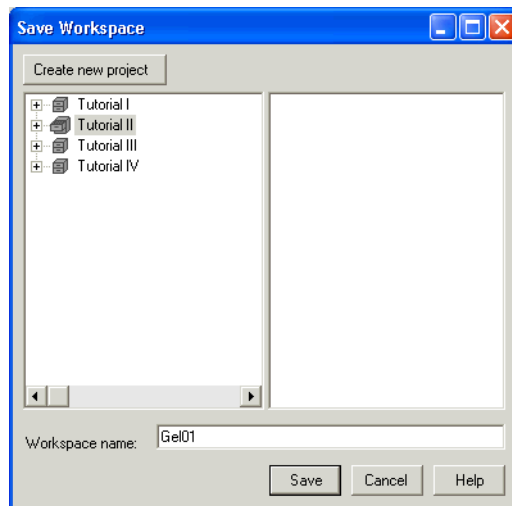 Save Workspace
Create new project
Tutorial I
Tutorial II
Tutorial III
Tutorial IV
Workspace name: Gel01
Save Cancel Help